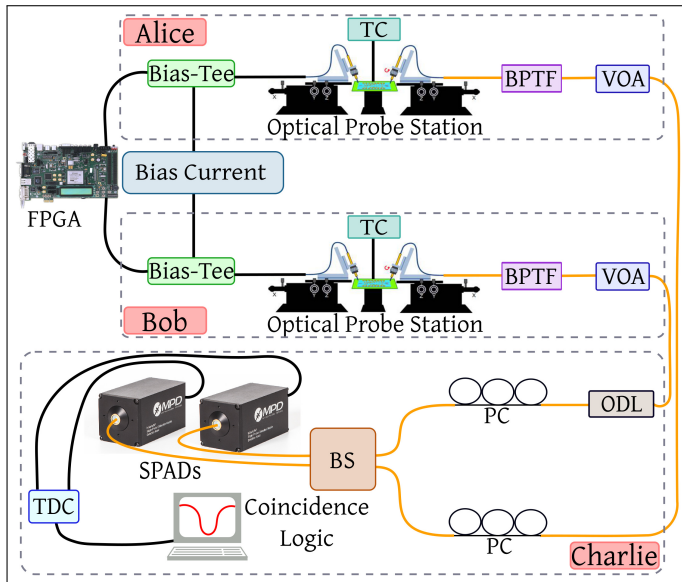 Alice
TC
Bias-Tee
BPTF
VOA
Optical Probe Station
Bias Current
FPGA
TC
Bias-Tee
BPTF
VOA
Bob
Optical Probe Station
MPD
MPD
PC
ODL
SPADs
BS
TDC
Coincidence
Logic
PC
Charlie